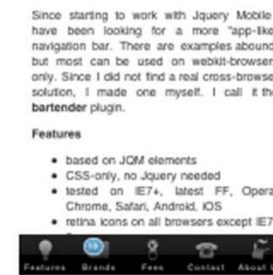 Since starting to work with Jquery Mobile
have been looking for a more "app-like
navigation bar. There are examples abound
but most can be used on webkit-browser
only. Since I did not find a real cross-browse
solution, I made one myself. I call it the
bartender plugin.
Features
• based on JQM elements
• CSS-only, no Jquery needed
• tested on IE7+, latest FF, Opera
Chrome, Safari, Android, iOS
• retina icons on all browsers except IE7
Features Brands Fees Contact About